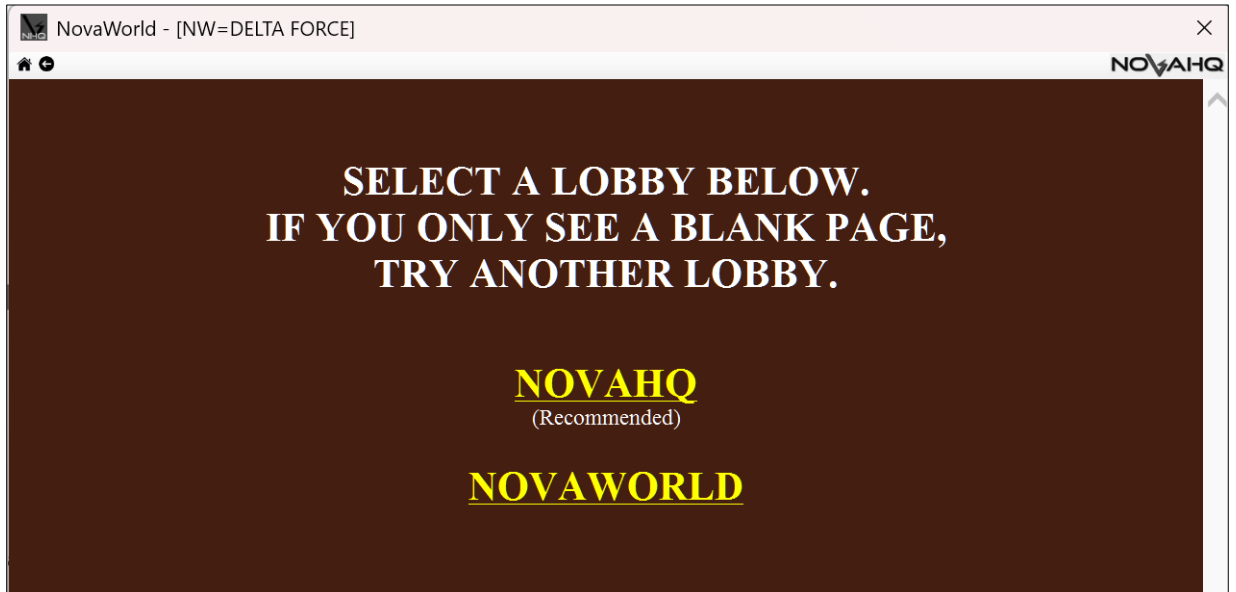 NHQ
NovaWorld - [NW=DELTA FORCE]
NOVAHQ
SELECT A LOBBY BELOW.
IF YOU ONLY SEE A BLANK PAGE,
TRY ANOTHER LOBBY.
NOVAHQ
(Recommended)
NOVAWORLD